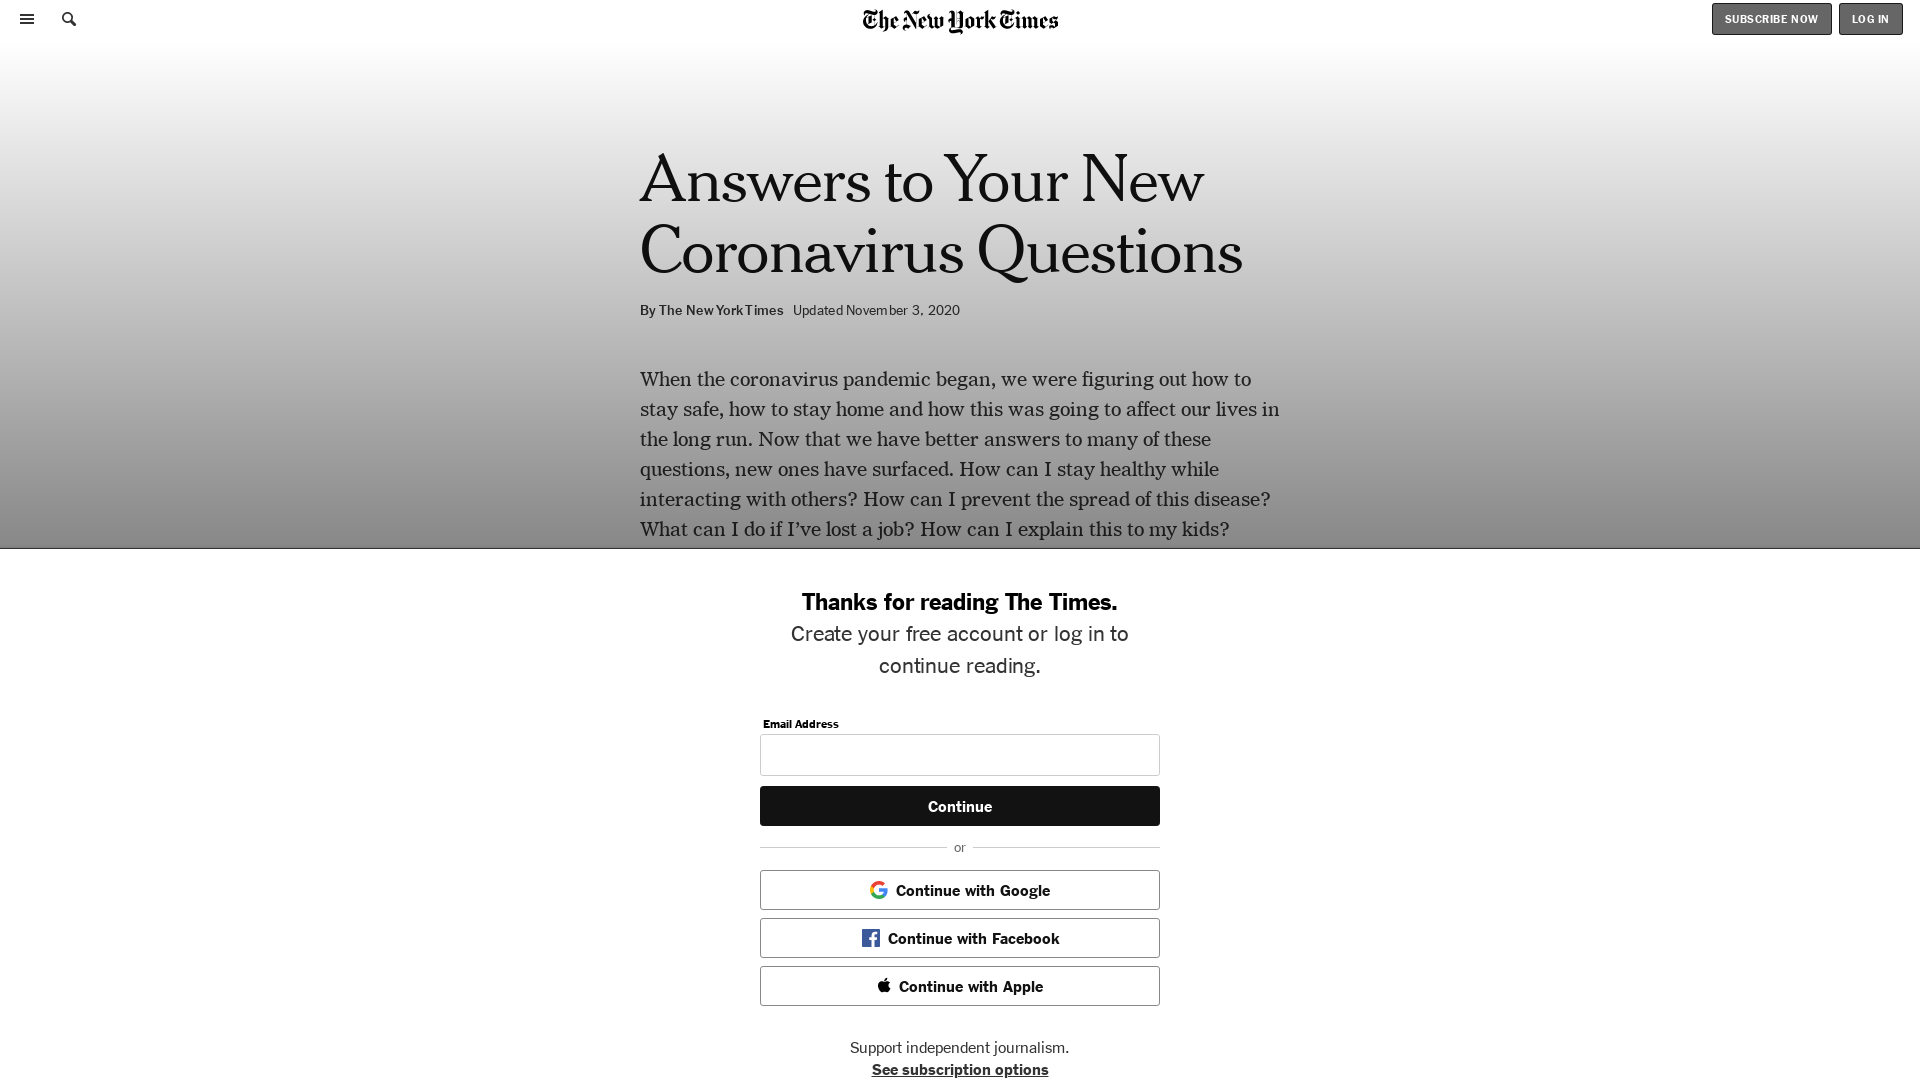 The New York Times
SUBSCRIBE NOW
LOG IN
Answers to Your New
Coronavirus Questions
By The New York Times Updated November 3, 2020
When the coronavirus pandemic began, we were figuring out how to
stay safe, how to stay home and how this was going to affect our lives in
the long run. Now that we have better answers to many of these
questions, new ones have surfaced. How can I stay healthy while
interacting with others? How can I prevent the spread of this disease?
What can I do if I’ve lost a job? How can I explain this to my kids?
Thanks for reading The Times.
Create your free account or log in to
continue reading.
Email Address
Continue
or
Continue with Google
Continue with Facebook
Continue with Apple
Support independent journalism.
See subscription options